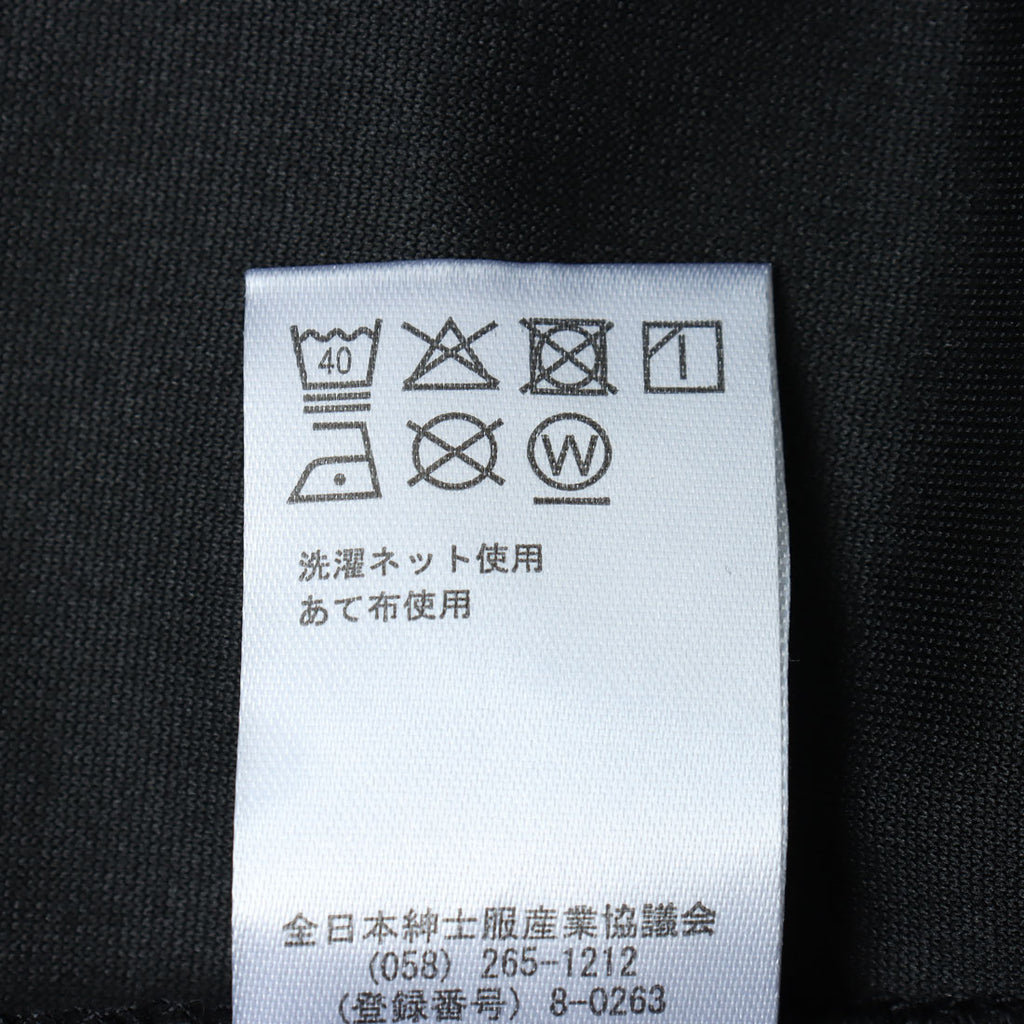 40
W
洗濯ネット使用
あて布使用
全日本紳士服産業協議会
(058) 265-1212
(登録番号) 8-0263